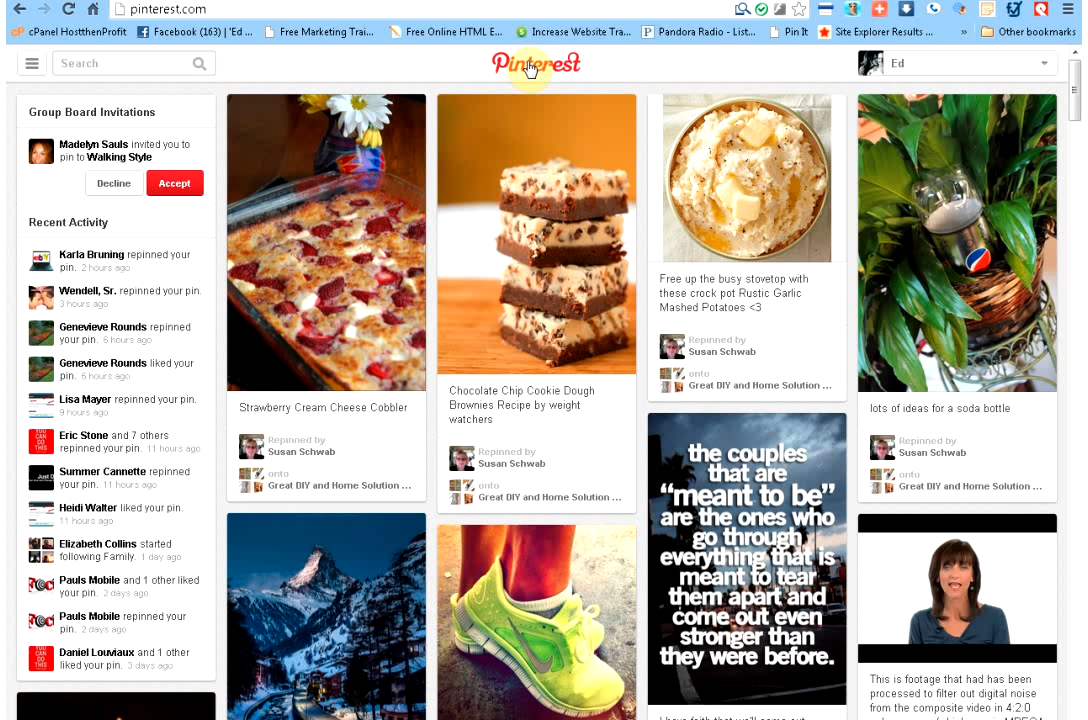 pinterest.com
cPanel HosttthenProfit
Facebook (163) | 'Ed ...
Free Marketing Trai...
Free Online HTML E...
Increase Website Tra...
Pandora Radio - List...
Pin It
Site Explorer Results ...
»
Other bookmarks
Search
Pinterest
Ed
Group Board Invitations
Madelyn Sauls invited you to
pin to Walking Style
Decline
Accept
Recent Activity
Karla Bruning repinned your
pin. 2 hours ago
Wendell, Sr. repinned your pin.
3 hours ago
Genevieve Rounds repinned
your pin. 6 hours ago
Genevieve Rounds liked your
pin. 6 hours ago
Lisa Mayer repinned your pin.
9 hours ago
Eric Stone and 7 others
repinned your pin. 11 hours ago
Summer Cannette repinned
your pin. 11 hours ago
Heidi Walter liked your pin.
11 hours ago
Elizabeth Collins started
following Family. 1 day ago
Pauls Mobile and 1 other liked
your pin. 2 days ago
Pauls Mobile repinned your
pin. 2 days ago
Daniel Louviaux and 1 other
liked your pin. 3 days ago
YOU
CAN
DO
THIS
Strawberry Cream Cheese Cobbler
Repinned by
Susan Schwab
onto
Great DIY and Home Solution ...
Chocolate Chip Cookie Dough
Brownies Recipe by weight
watchers
Repinned by
Susan Schwab
onto
Great DIY and Home Solution ...
Free up the busy stovetop with
these crock pot Rustic Garlic
Mashed Potatoes <3
Repinned by
Susan Schwab
onto
Great DIY and Home Solution ...
the couples
that are
“meant to be”
are the ones who
go through
everything that is
meant to tear
them apart and
come out even
stronger than
they were before.
lots of ideas for a soda bottle
Repinned by
Susan Schwab
onto
Great DIY and Home Solution ...
This is footage that had has been
processed to filter out digital noise
from the composite video in 4:2:0